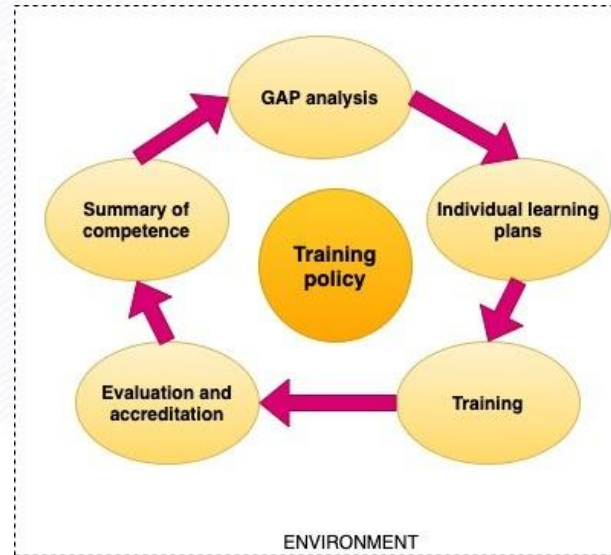 GAP analysis
Individual learning
plans
Training
Evaluation and
accreditation
Summary of
competence
Training
policy
ENVIRONMENT